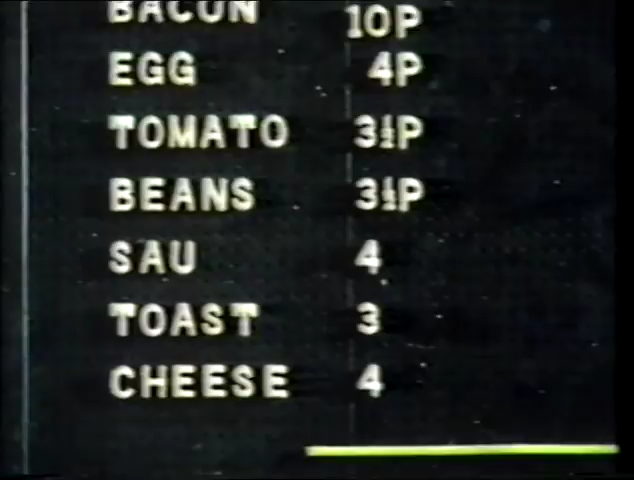 BACON 10P
EGG 4P
TOMATO 3½P
BEANS 3½P
SAU 4
TOAST 3
CHEESE 4